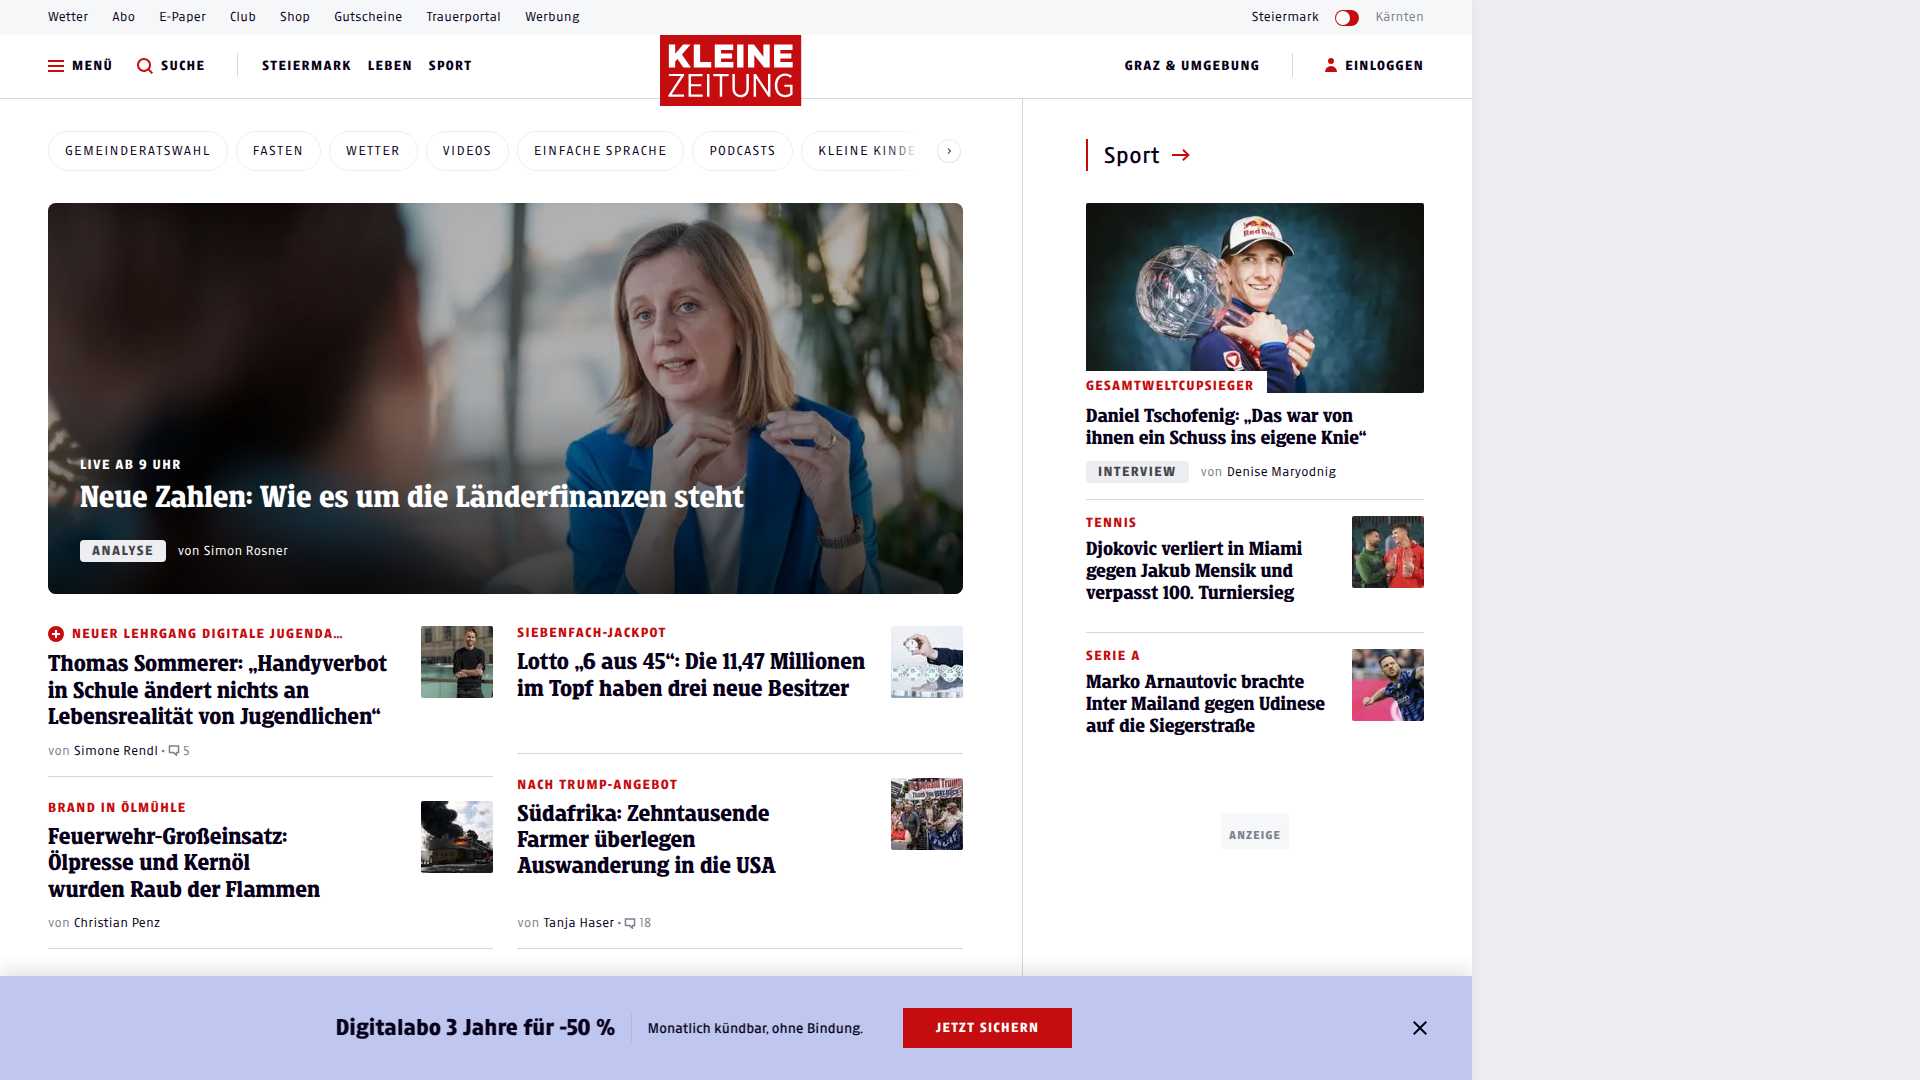 Wetter
Abo
E-Paper
Club
Shop
Gutscheine
Trauerportal
Werbung
Steiermark
Kärnten
MENÜ
SUCHE
STEIERMARK
LEBEN
SPORT
KLEINE
ZEITUNG
GRAZ & UMGEBUNG
EINLOGGEN
GEMEINDERATSWAHL
FASTEN
WETTER
VIDEOS
EINFACHE SPRACHE
PODCASTS
KLEINE KINDE
LIVE AB 9 UHR
Neue Zahlen: Wie es um die Länderfinanzen steht
ANALYSE
von Simon Rosner
NEUER LEHRGANG DIGITALE JUGENDA…
Thomas Sommerer: „Handyverbot
in Schule ändert nichts an
Lebensrealität von Jugendlichen“
von Simone Rendl • 5
BRAND IN ÖLMÜHLE
Feuerwehr-Großeinsatz:
Ölpresse und Kernöl
wurden Raub der Flammen
von Christian Penz
SIEBENFACH-JACKPOT
Lotto „6 aus 45“: Die 11,47 Millionen
im Topf haben drei neue Besitzer
NACH TRUMP-ANGEBOT
Südafrika: Zehntausende
Farmer überlegen
Auswanderung in die USA
von Tanja Haser • 18
Sport
Red Bull
GESAMTWELTCUPSIEGER
Daniel Tschofenig: „Das war von
ihnen ein Schuss ins eigene Knie“
INTERVIEW
von Denise Maryodnig
TENNIS
Djokovic verliert in Miami
gegen Jakub Mensik und
verpasst 100. Turniersieg
SERIE A
Marko Arnautovic brachte
Inter Mailand gegen Udinese
auf die Siegerstraße
ANZEIGE
Digitalabo 3 Jahre für -50 %
Monatlich kündbar, ohne Bindung.
JETZT SICHERN